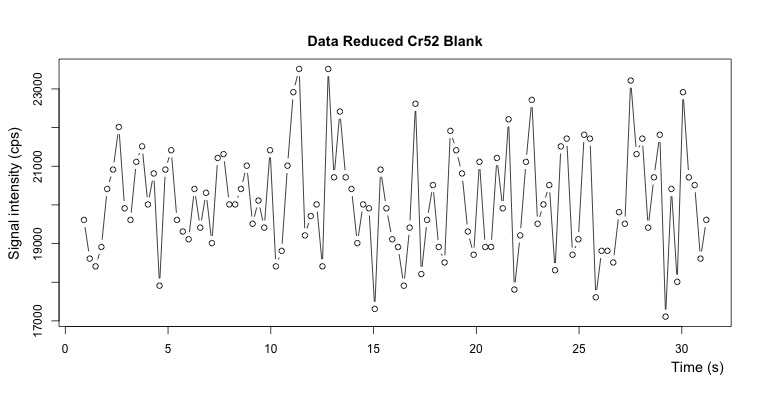 Data Reduced Cr52 Blank
Signal intensity (cps)
23000
21000
19000
17000
0 5 10 15 20 25 30
Time (s)